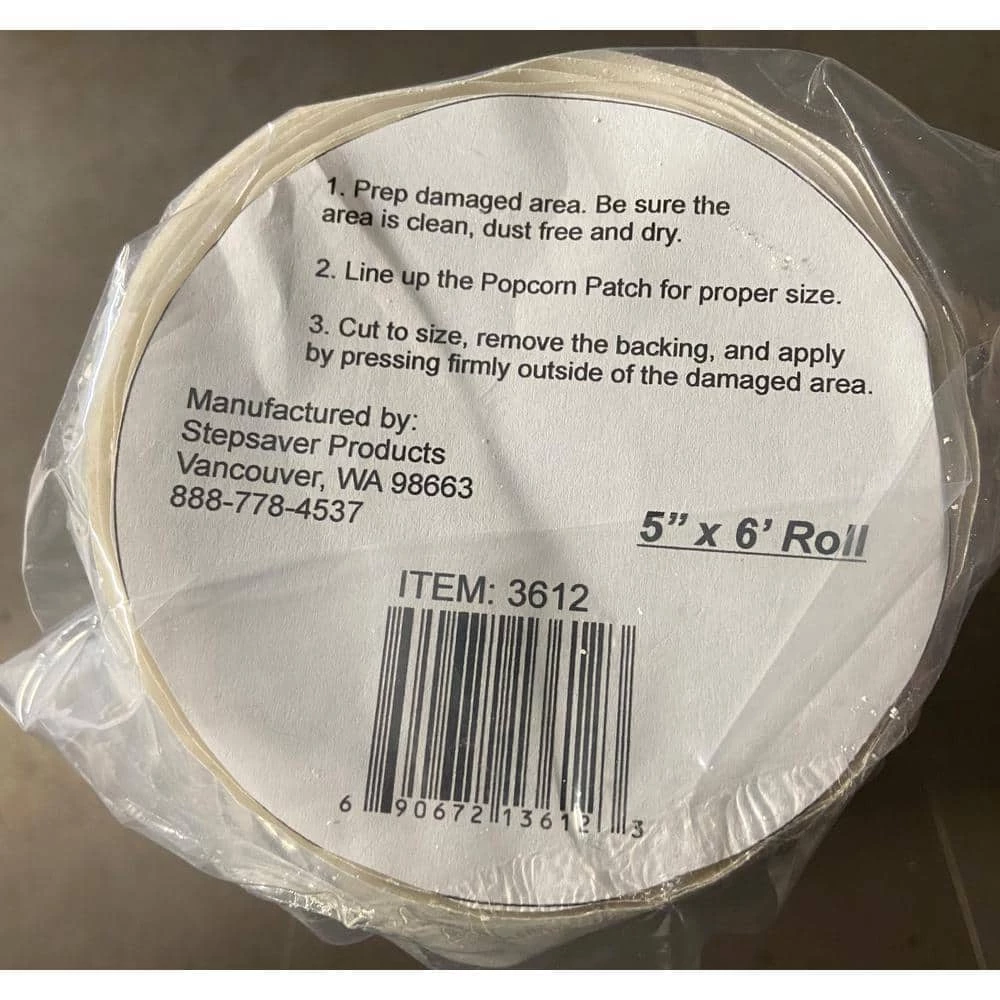 1. Prep damaged area. Be sure the
area is clean, dust free and dry.
2. Line up the Popcorn Patch for proper size.
3. Cut to size, remove the backing, and apply
by pressing firmly outside of the damaged area.
Manufactured by:
Stepsaver Products
Vancouver, WA 98663
888-778-4537
5” x 6’ Roll
ITEM: 3612
6 90672 13612 3